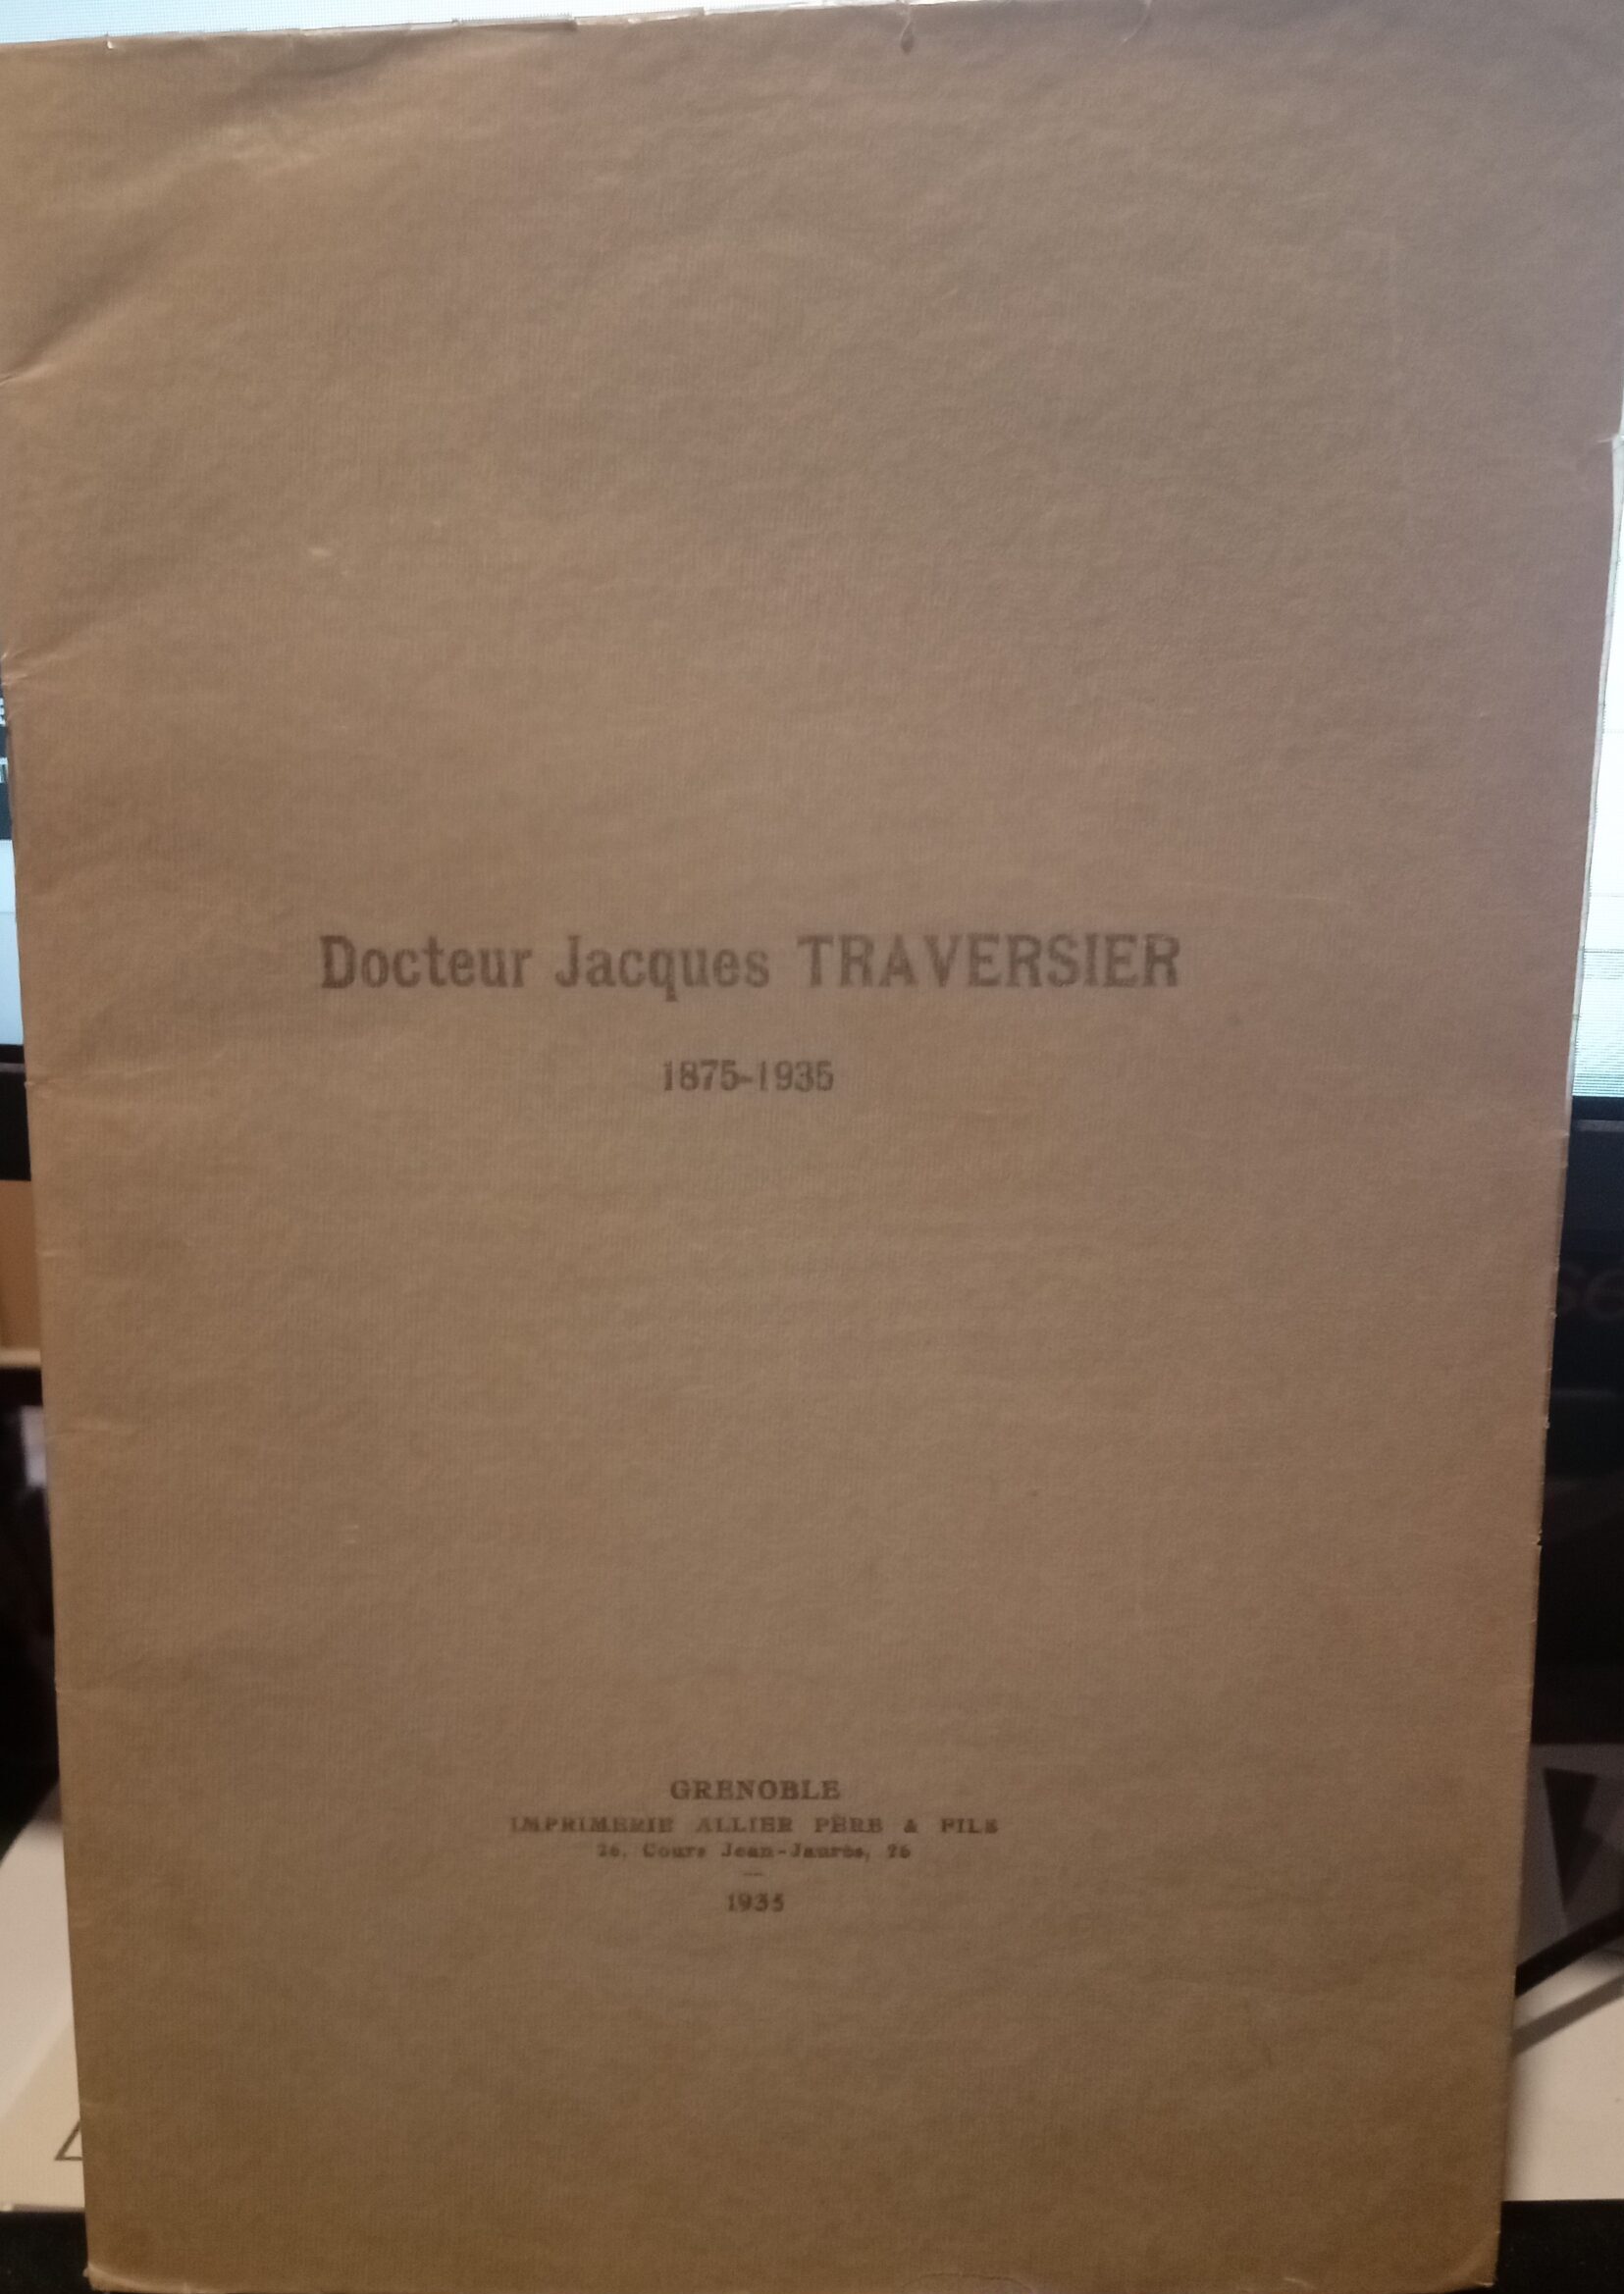 Docteur Jacques TRAVERSIER
1875-1935
GRENOBLE
IMPRIMERIE ALLIER PÈRE & FILS
26, Cours Jean-Jaurès, 26
1935